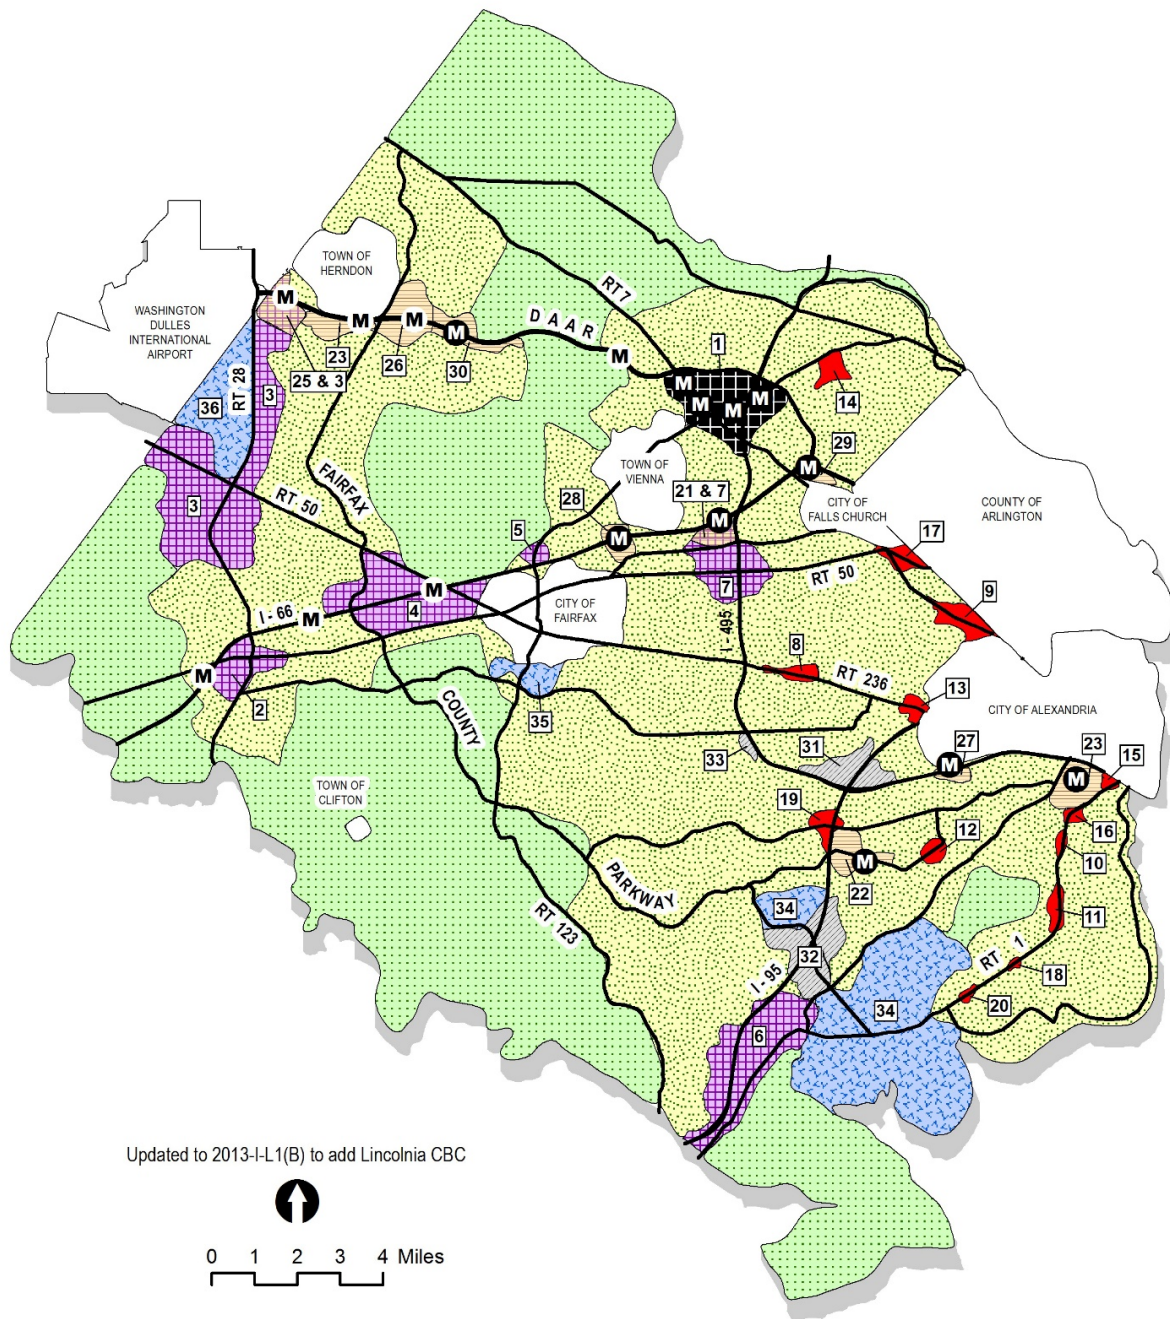 TOWN OF
HERNDON
WASHINGTON
DULLES
INTERNATIONAL
AIRPORT
M
M
M
M
M
23
25 & 3
26
30
DAAR
RT 7
1
M
M
M
M
14
29
M
RT 28
36
3
3
FAIRFAX
RT 50
TOWN OF
VIENNA
21 & 7
M
28
M
5
CITY OF
FALLS CHURCH
COUNTY OF
ARLINGTON
17
9
RT 50
7
I-495
4
M
M
I - 66
CITY OF
FAIRFAX
M
2
8
RT 236
13
CITY OF ALEXANDRIA
35
COUNTY
33
31
27
M
23
M
15
16
10
TOWN OF
CLIFTON
19
12
M
22
PARKWAY
11
34
RT 123
32
I - 95
RT 1
18
20
34
6
Updated to 2013-I-L1(B) to add Lincolnia CBC
0 1 2 3 4 Miles